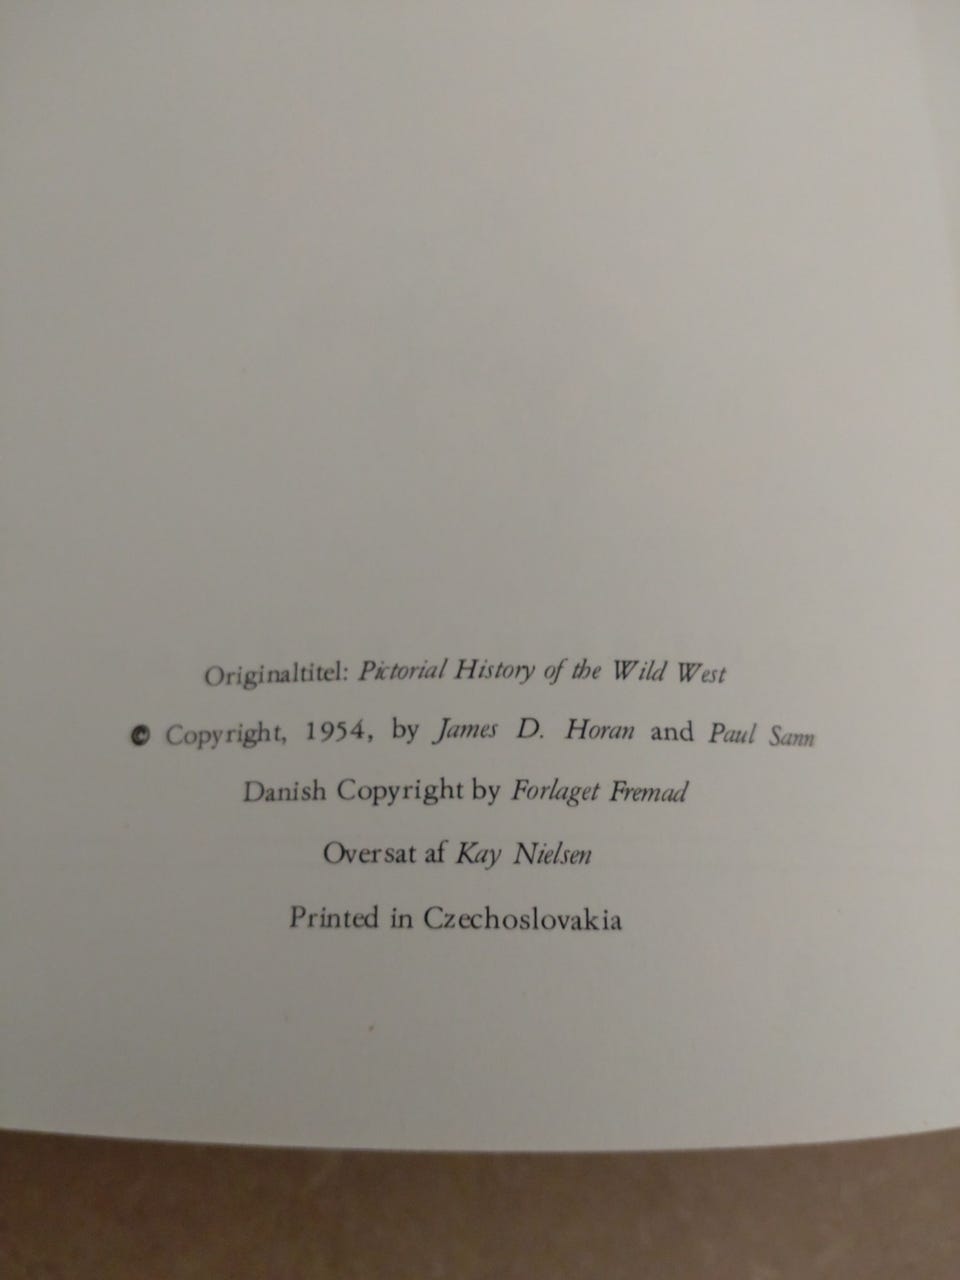 Originaltitel: Pictorial History of the Wild West
© Copyright, 1954, by James D. Horan and Paul Sann
Danish Copyright by Forlaget Fremad
Oversat af Kay Nielsen
Printed in Czechoslovakia